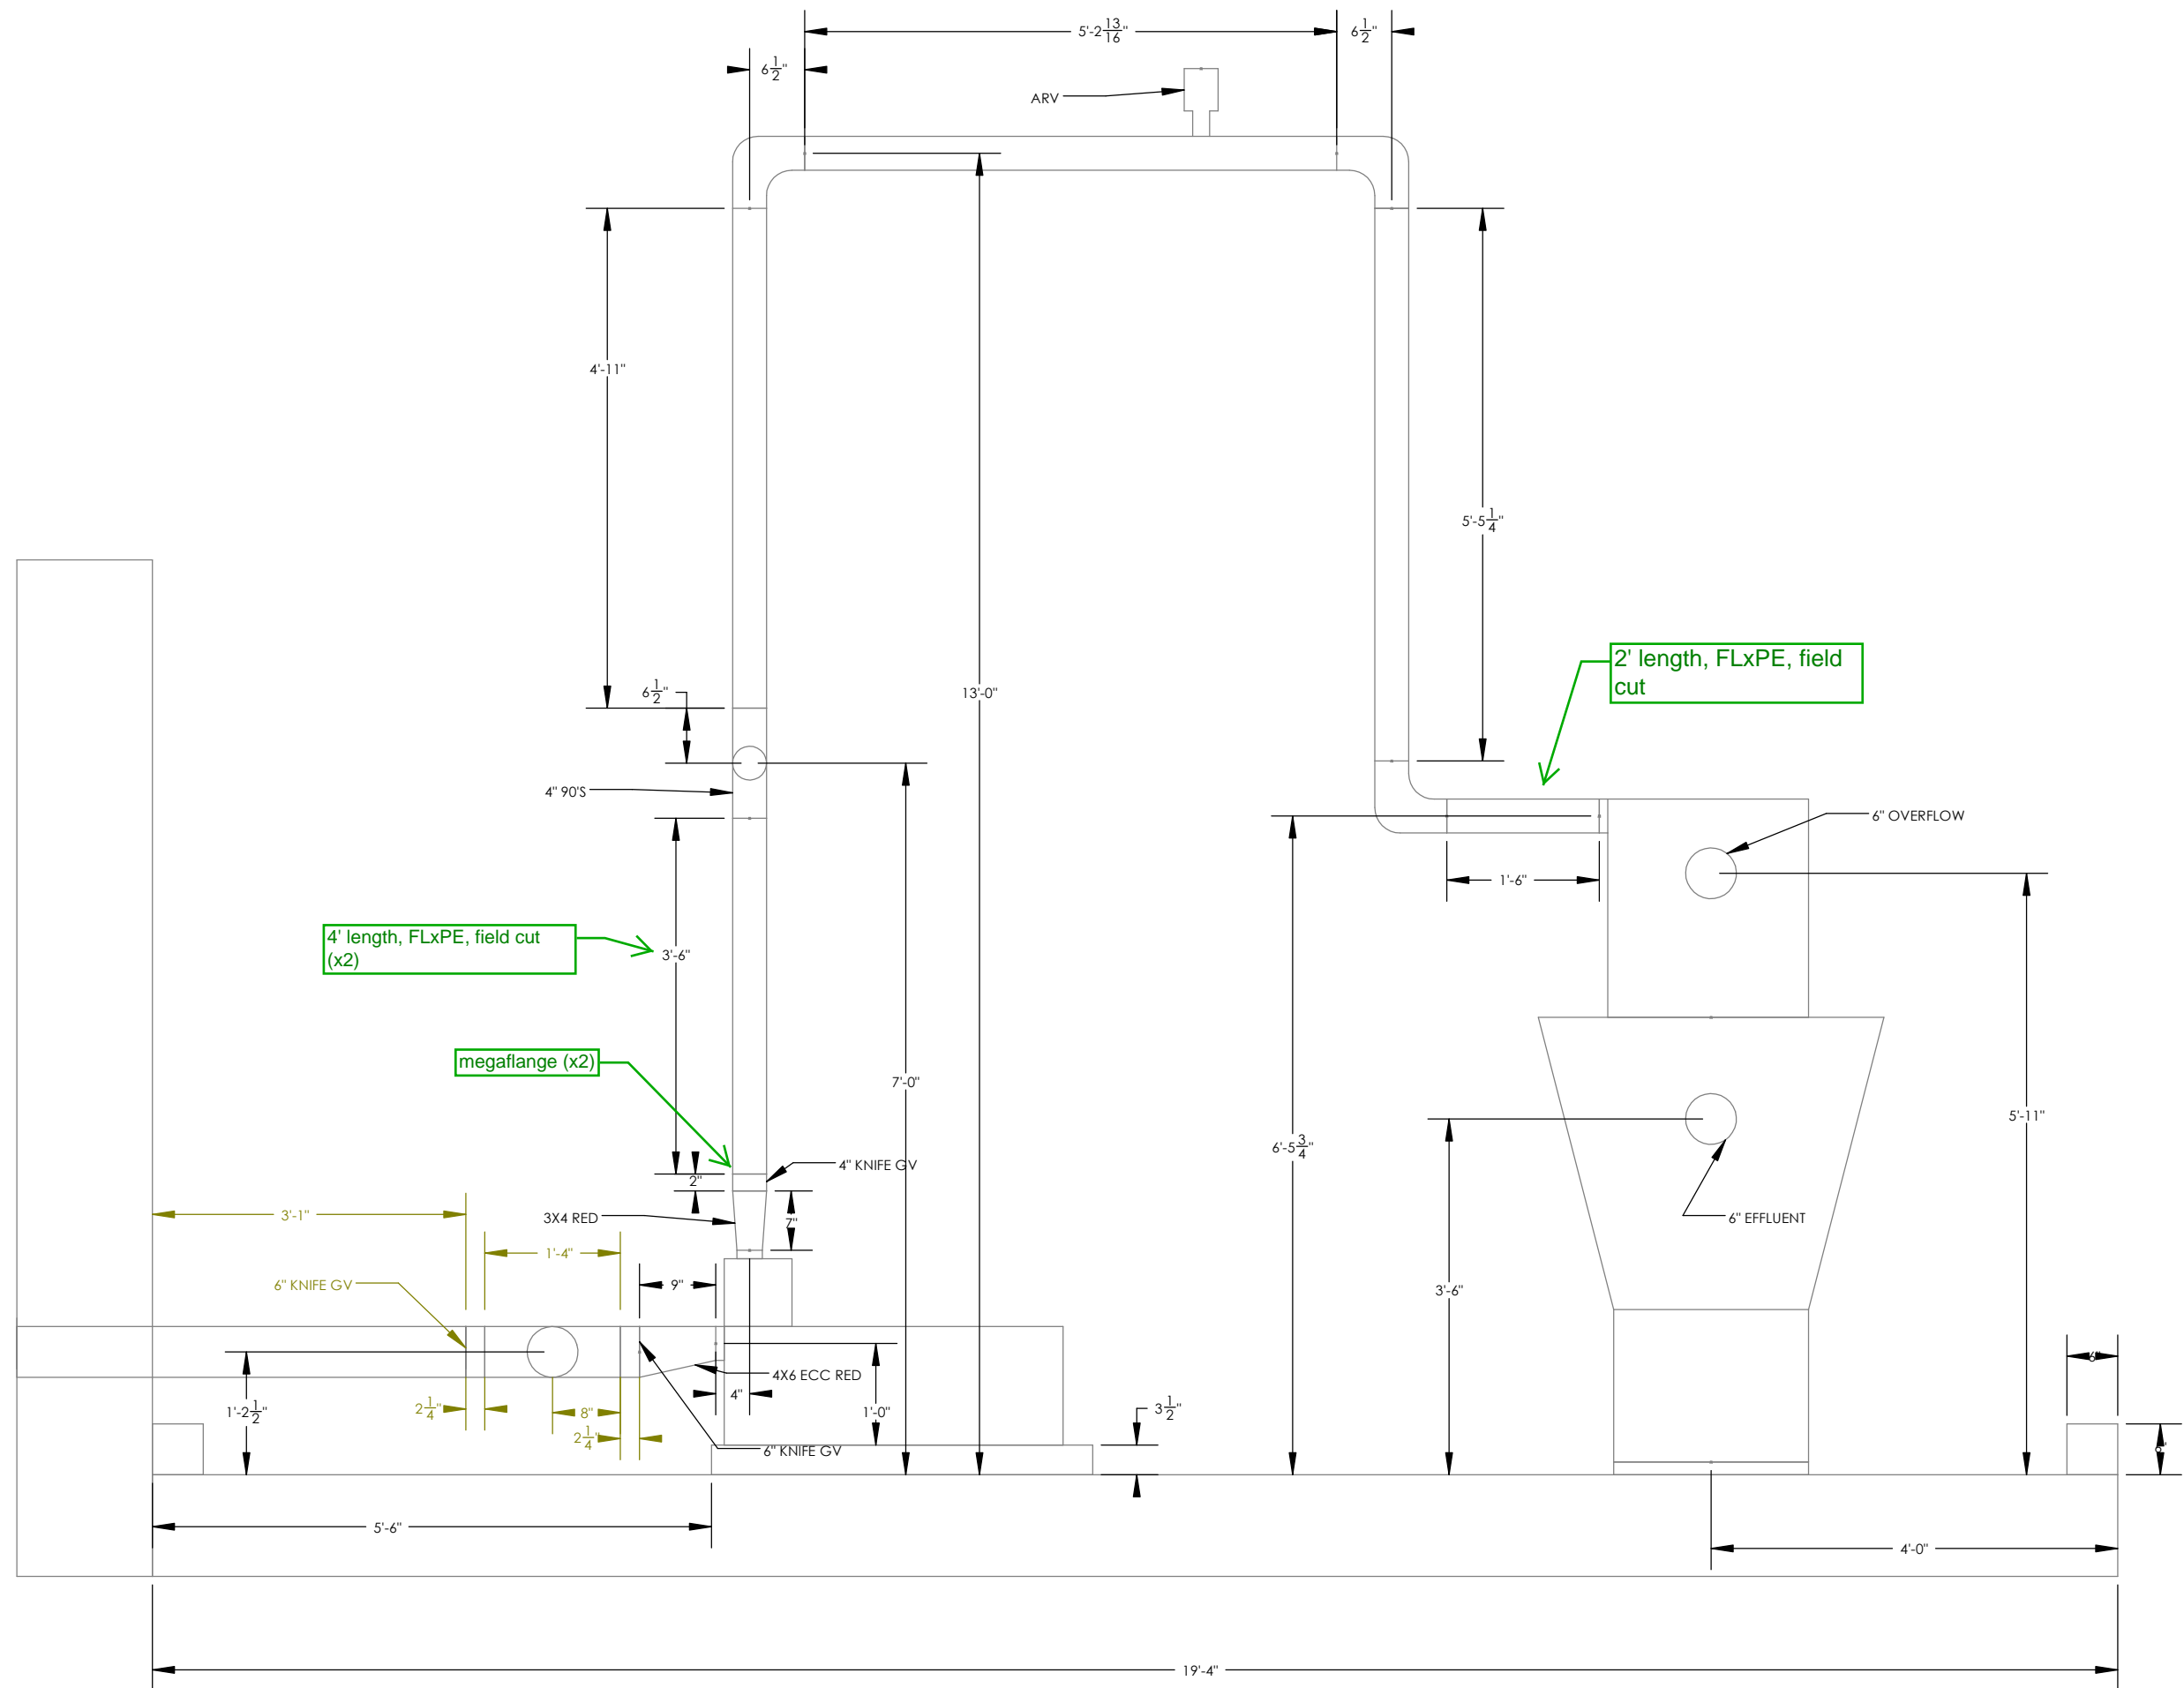 5'-2 13/16"
6 1/2"
6 1/2"
ARV
4'-11"
5'-5 1/4"
2' length, FLxPE, field
cut
6 1/2"
13'-0"
4" 90'S
6" OVERFLOW
1'-6"
4' length, FLxPE, field cut
(x2)
3'-6"
megaflange (x2)
7'-0"
5'-11"
6'-5 3/4"
4" KNIFE GV
2"
3'-1"
3X4 RED
7"
6" EFFLUENT
1'-4"
6" KNIFE GV
9"
3'-6"
6"
4X6 ECC RED
4"
1'-2 1/2"
2 1/4"
8"
1'-0"
3 1/2"
2 1/4"
6" KNIFE GV
6"
5'-6"
4'-0"
19'-4"